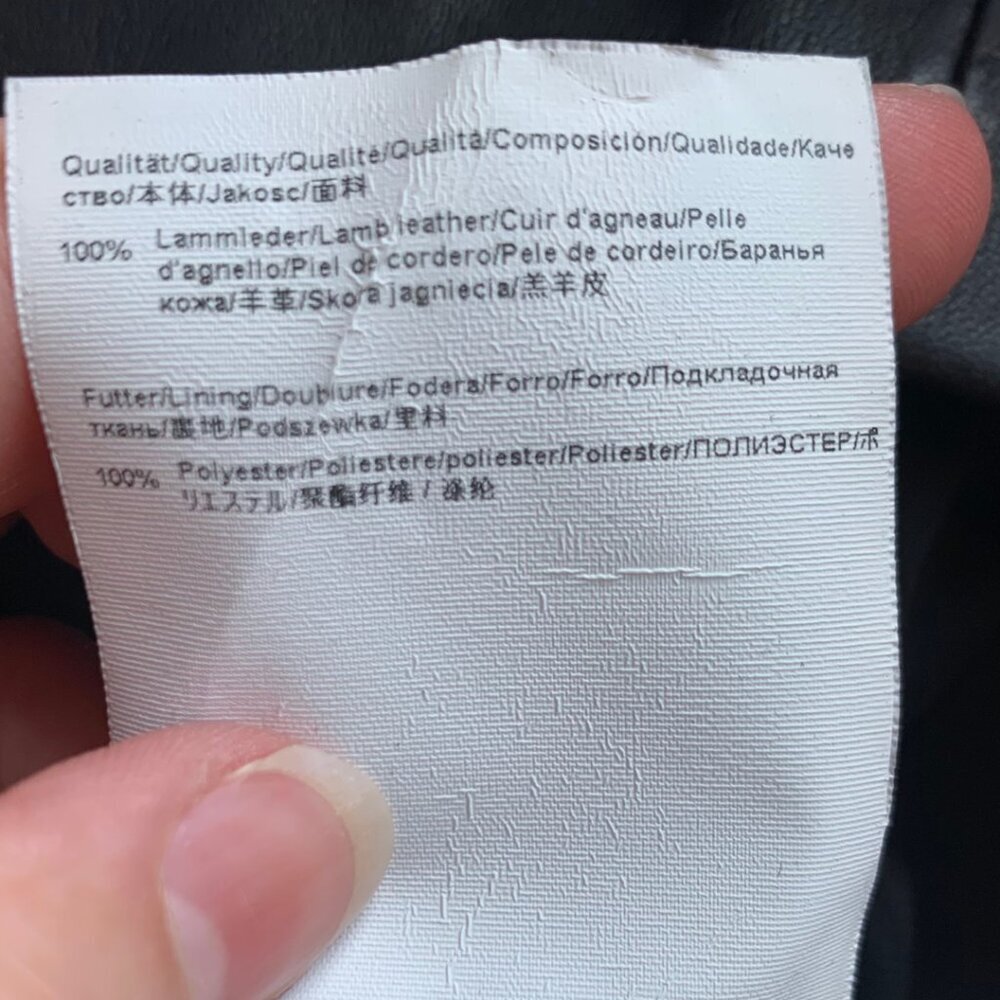 Qualität/Quality/Qualité/Qualità/Composición/Qualidade/Каче
ство/本体/Jakosc/面料
100% Lammleder/Lamb leather/Cuir d'agneau/Pelle
d'agnello/Piel de cordero/Pele de cordeiro/Баранья
кожа/羊革/Skora jagniecia/羔羊皮
Futter/Lining/Doublure/Fodera/Forro/Forro/Подкладочная
ткань/裏地/Podszewka/里料
100% Polyester/Poliestere/poliester/Poliester/ПОЛИЭСТЕР/ポ
リエステル/聚酯纤维 / 涤纶